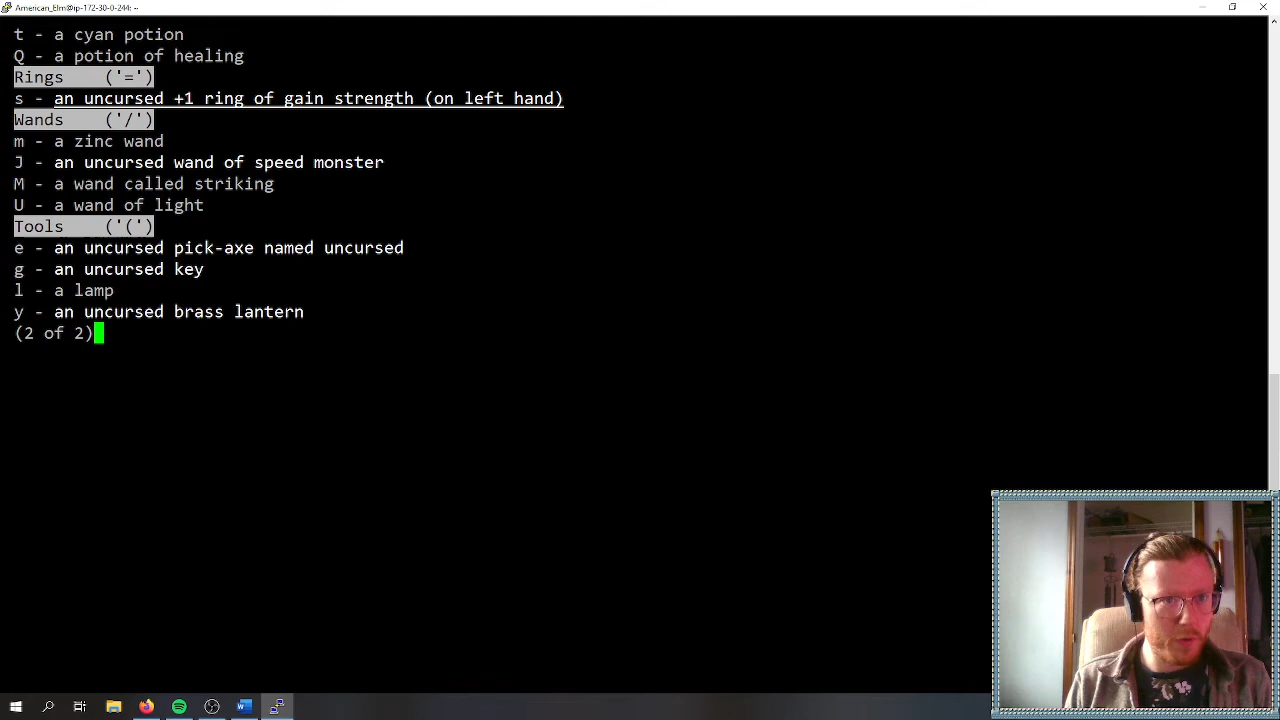 American_Elm@ip-172-30-0-244: ~
t - a cyan potion
Q - a potion of healing
Rings    ('=')
s - an uncursed +1 ring of gain strength (on left hand)
Wands    ('/')
m - a zinc wand
J - an uncursed wand of speed monster
M - a wand called striking
U - a wand of light
Tools    ('(')
e - an uncursed pick-axe named uncursed
g - an uncursed key
l - a lamp
y - an uncursed brass lantern
(2 of 2)